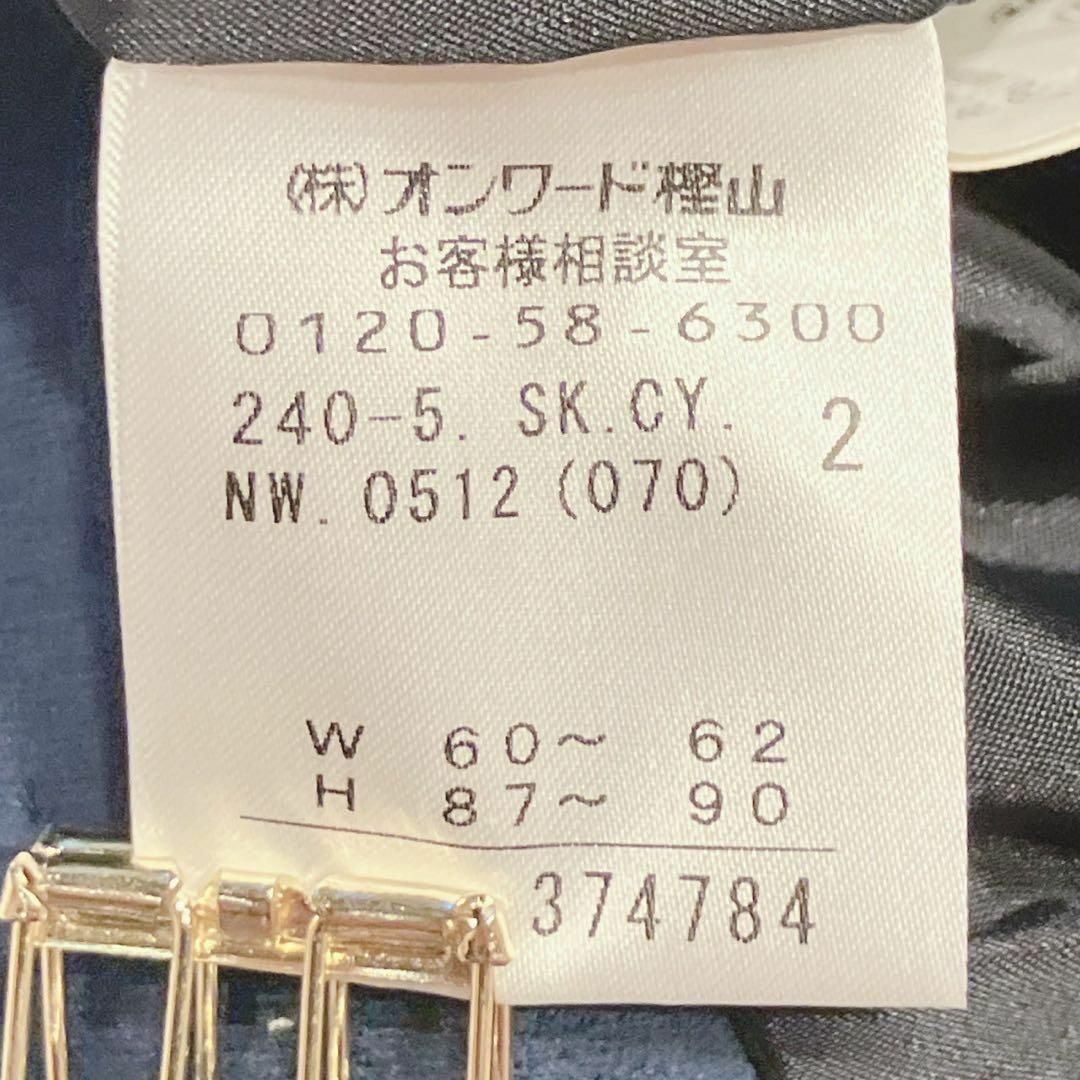 (株)オンワード樫山
お客様相談室
0120-58-6300
240-5. SK.CY. 2
NW. 0512 (070)
W 60~ 62
H 87~ 90
374784